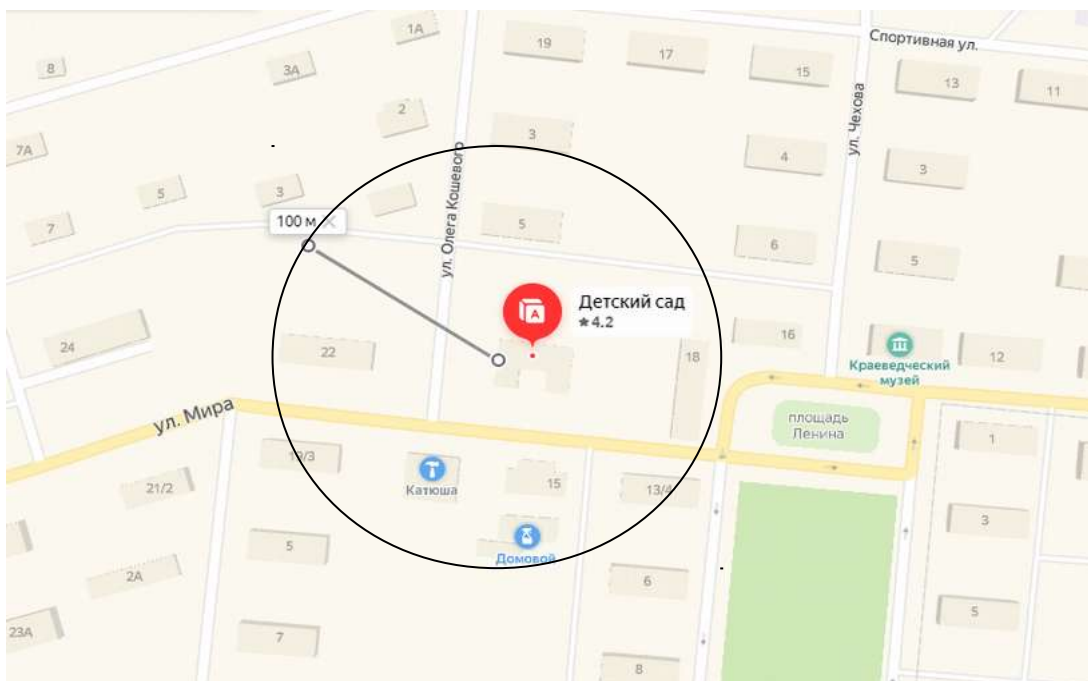 1А
19
17
Спортивная ул.
8
3А
15
13
11
2
ул. Чехова
7А
3
4
3
5
3
ул. Олега Кошевого
100 м
7
5
6
5
Детский сад
4.2
24
22
18
16
Краеведческий
музей
12
ул. Мира
площадь
Ленина
1
19/3
Катюша
21/2
15
13/4
3
5
Домовой
2А
6
5
23А
7
8